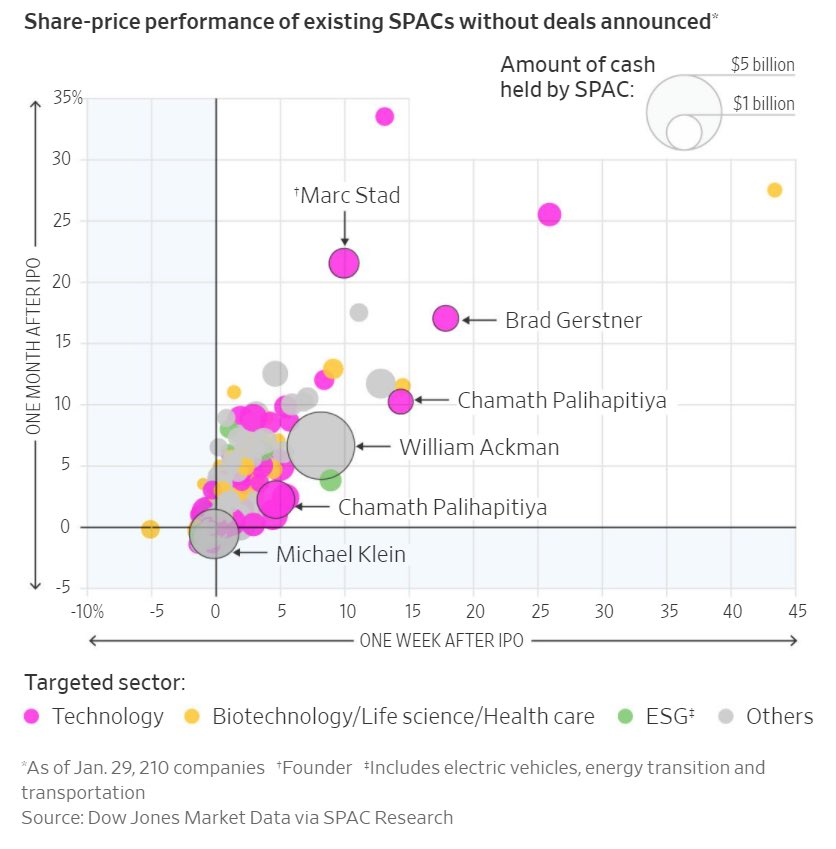 Share-price performance of existing SPACs without deals announced*
Amount of cash
held by SPAC:
$5 billion
$1 billion
35%
30
25
20
15
10
5
0
-5
ONE MONTH AFTER IPO
†Marc Stad
Brad Gerstner
Chamath Palihapitiya
William Ackman
Chamath Palihapitiya
Michael Klein
-10%
-5
0
5
10
15
20
25
30
35
40
45
ONE WEEK AFTER IPO
Targeted sector:
Technology
Biotechnology/Life science/Health care
ESG‡
Others
*As of Jan. 29, 210 companies †Founder ‡Includes electric vehicles, energy transition and
transportation
Source: Dow Jones Market Data via SPAC Research